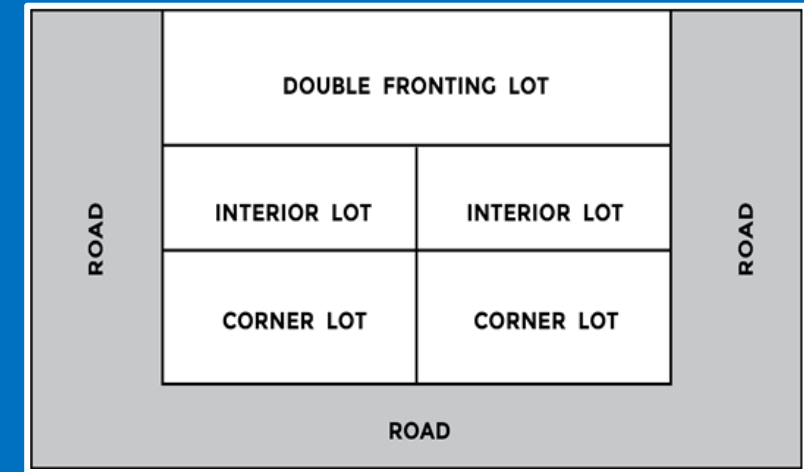 DOUBLE FRONTING LOT
ROAD
INTERIOR LOT
INTERIOR LOT
ROAD
CORNER LOT
CORNER LOT
ROAD